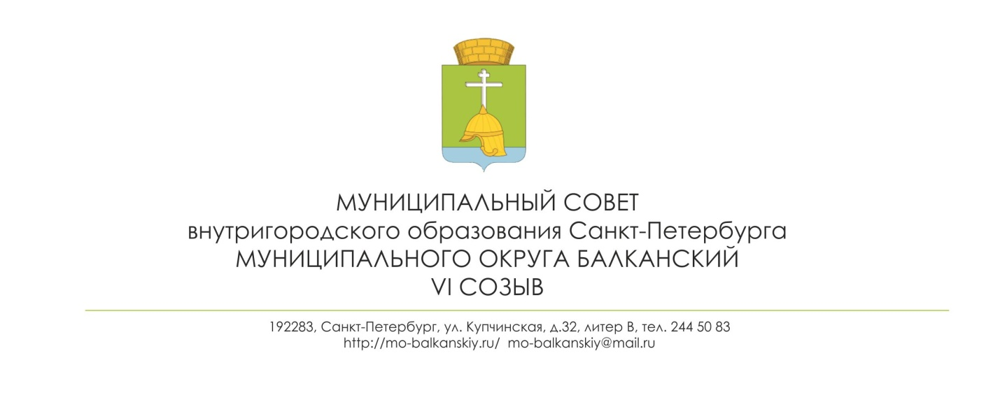 МУНИЦИПАЛЬНЫЙ СОВЕТ
внутригородского образования Санкт-Петербурга
МУНИЦИПАЛЬНОГО ОКРУГА БАЛКАНСКИЙ
VI СОЗЫВ
192283, Санкт-Петербург, ул. Купчинская, д.32, литер В, тел. 244 50 83
http://mo-balkanskiy.ru/ mo-balkanskiy@mail.ru